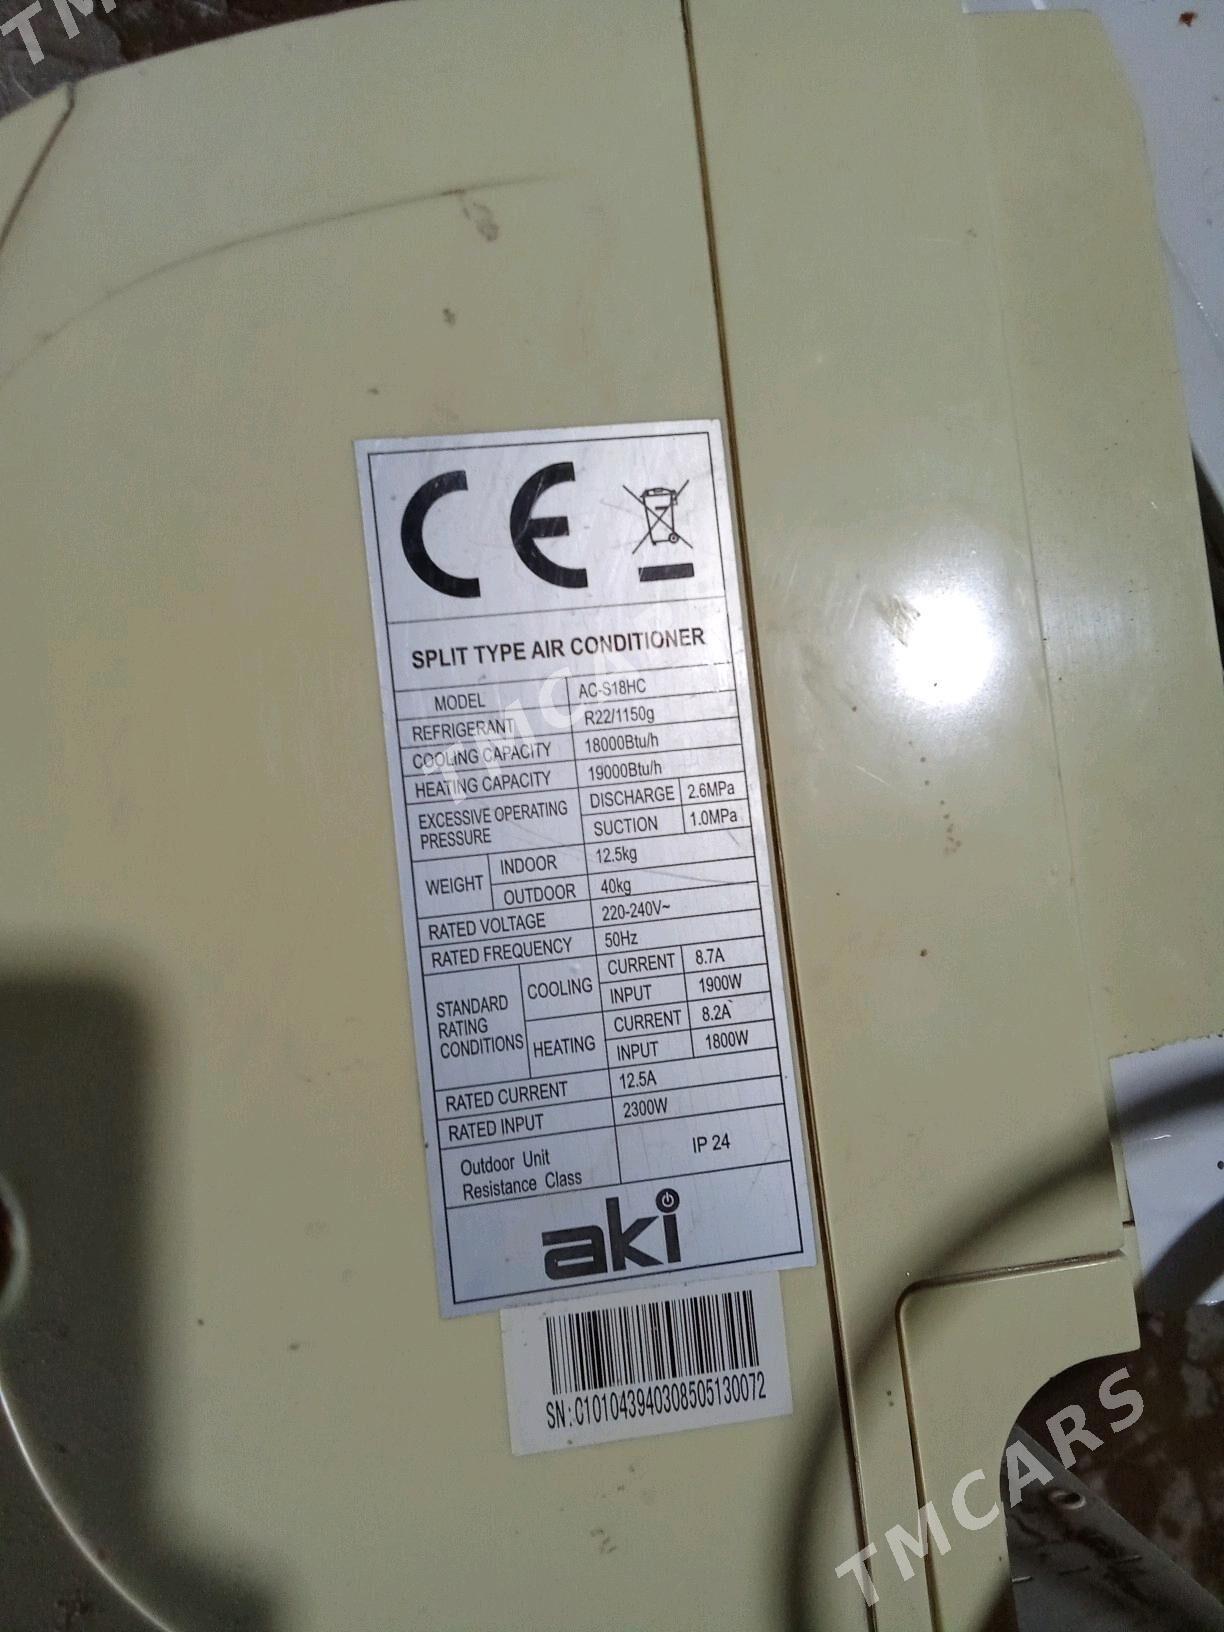 TM
CE
SPLIT TYPE AIR CONDITIONER
MODEL AC-S18HC
REFRIGERANT R22/1150g
COOLING CAPACITY 18000Btu/h
HEATING CAPACITY 19000Btu/h
EXCESSIVE OPERATING PRESSURE DISCHARGE 2.6MPa
SUCTION 1.0MPa
WEIGHT INDOOR 12.5kg
OUTDOOR 40kg
RATED VOLTAGE 220-240V~
RATED FREQUENCY 50Hz
STANDARD RATING CONDITIONS COOLING CURRENT 8.7A
INPUT 1900W
HEATING CURRENT 8.2A
INPUT 1800W
RATED CURRENT 12.5A
RATED INPUT 2300W
Outdoor Unit Resistance Class IP 24
aki
SN:C101043940308505130072
TMCARS
TMCARS